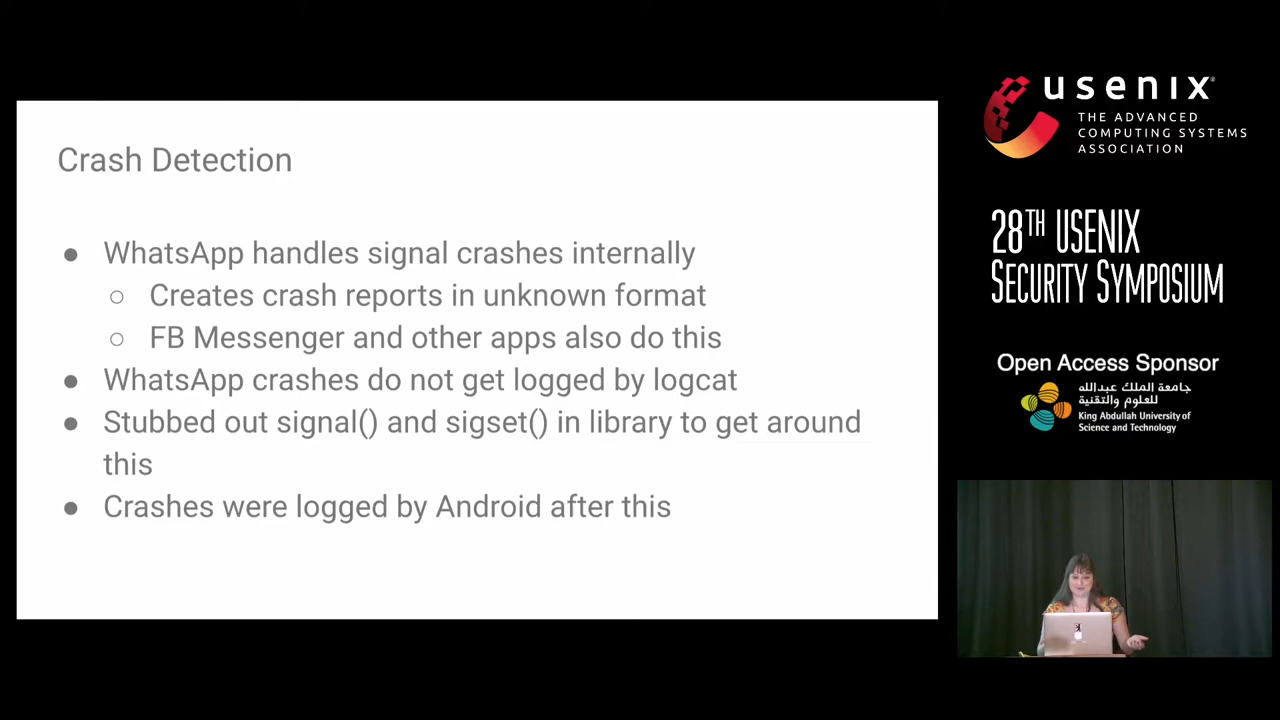 Crash Detection
● WhatsApp handles signal crashes internally
○ Creates crash reports in unknown format
○ FB Messenger and other apps also do this
● WhatsApp crashes do not get logged by logcat
● Stubbed out signal() and sigset() in library to get around
this
● Crashes were logged by Android after this
usenix
THE ADVANCED
COMPUTING SYSTEMS
ASSOCIATION
28TH USENIX
SECURITY SYMPOSIUM
Open Access Sponsor
جامعة الملك عبدالله
للعلوم والتقنية
King Abdullah University of
Science and Technology